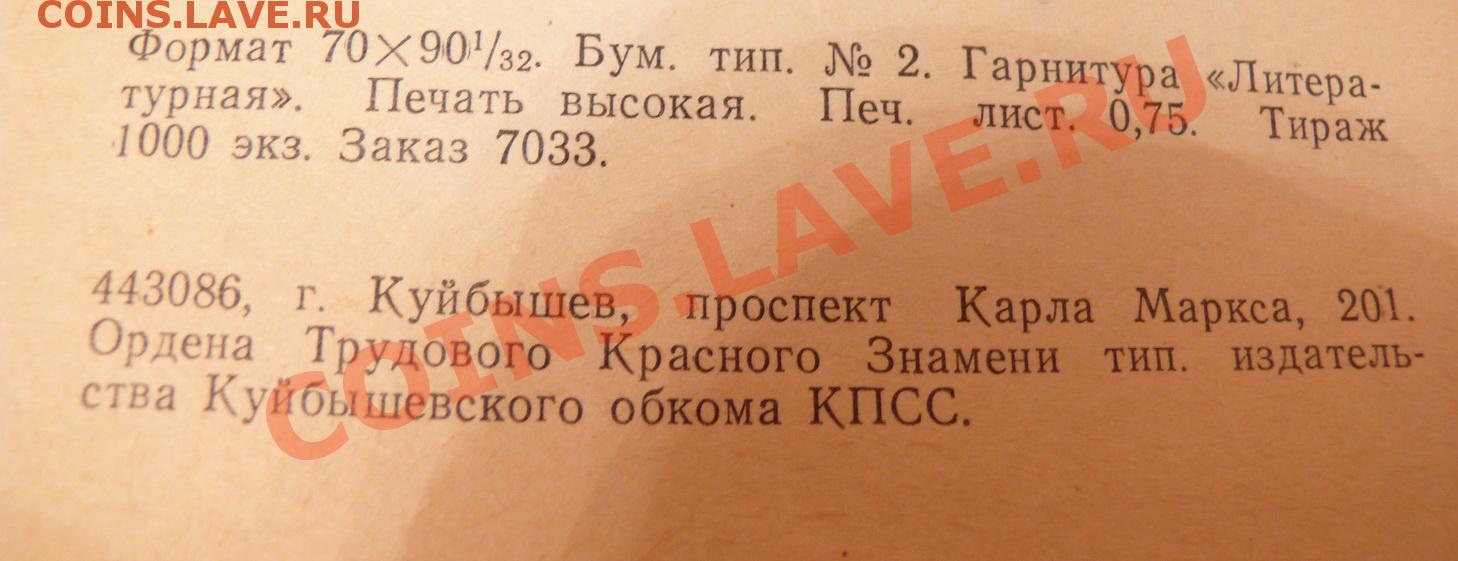 COINS.LAVE.RU
Формат 70×90¹/₃₂. Бум. тип. № 2. Гарнитура «Литера-
турная». Печать высокая. Печ. лист. 0,75. Тираж
1000 экз. Заказ 7033.
443086, г. Куйбышев, проспект Карла Маркса, 201.
Ордена Трудового Красного Знамени тип. издатель-
ства Куйбышевского обкома КПСС.
COINS.LAVE.RU